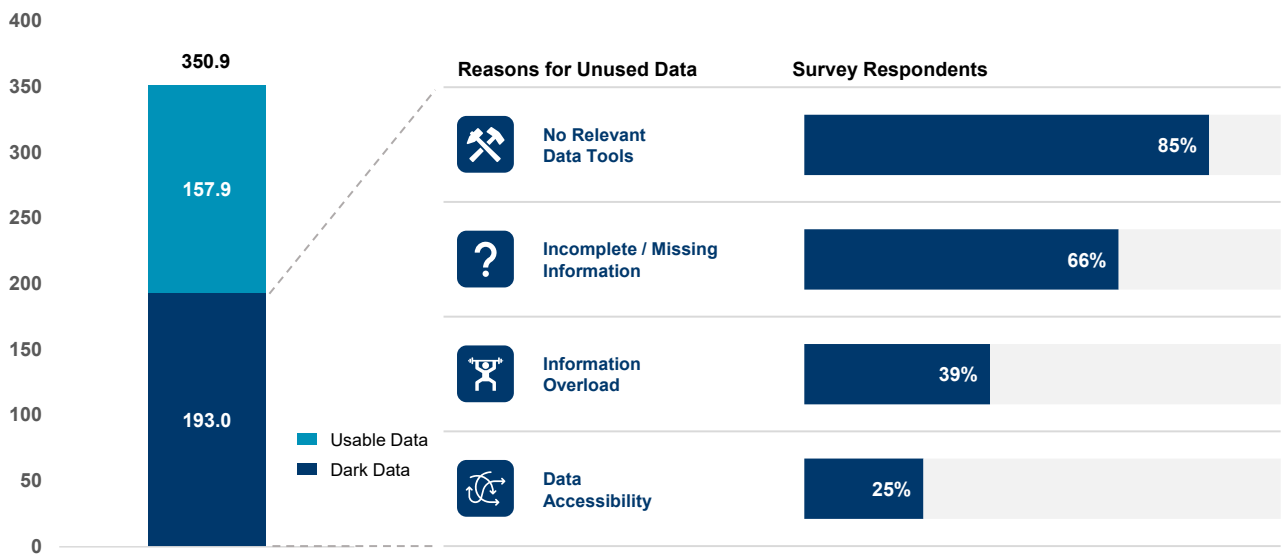 400
350
300
250
200
150
100
50
0
350.9
157.9
193.0
Usable Data
Dark Data
Reasons for Unused Data
Survey Respondents
No Relevant
Data Tools
85%
?
Incomplete / Missing
Information
66%
Information
Overload
39%
Data
Accessibility
25%